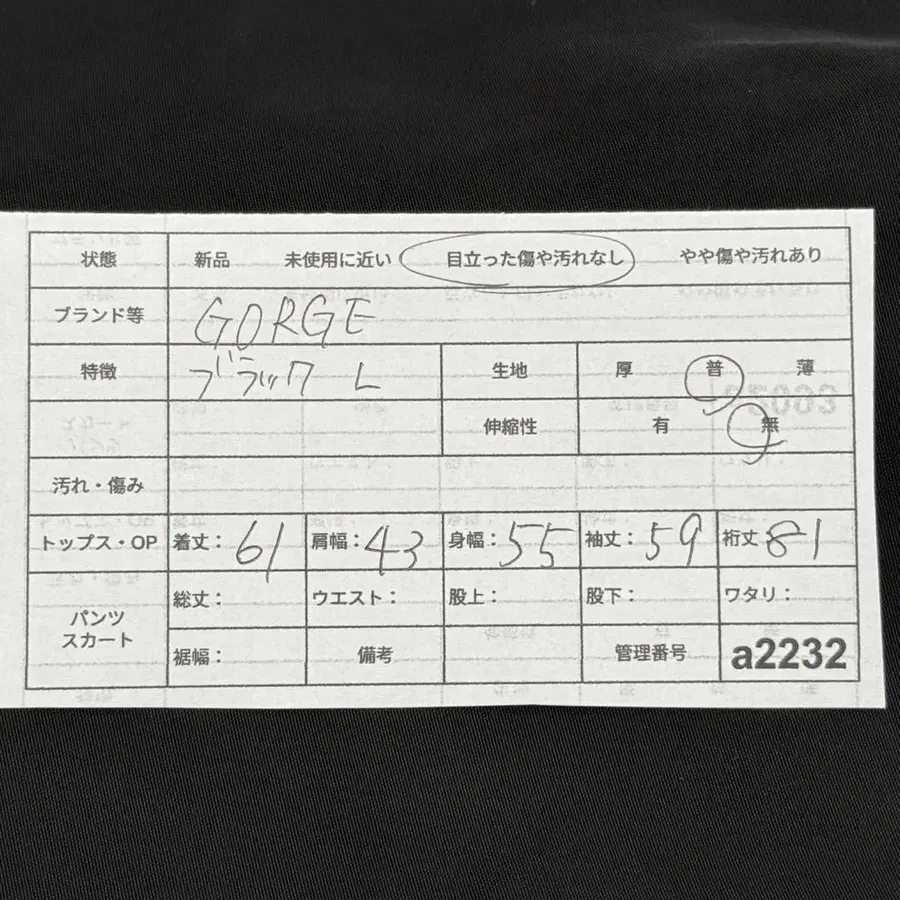 状態 新品 未使用に近い 目立った傷や汚れなし やや傷や汚れあり
ブランド等 GORGE
特徴 ブラック L 生地 厚 普 薄
伸縮性 有 無
汚れ・傷み
トップス・OP 着丈：61 肩幅：43 身幅：55 袖丈：59 裄丈 81
パンツ スカート 総丈： ウエスト： 股上： 股下： ワタリ：
裾幅： 備考 管理番号 a2232